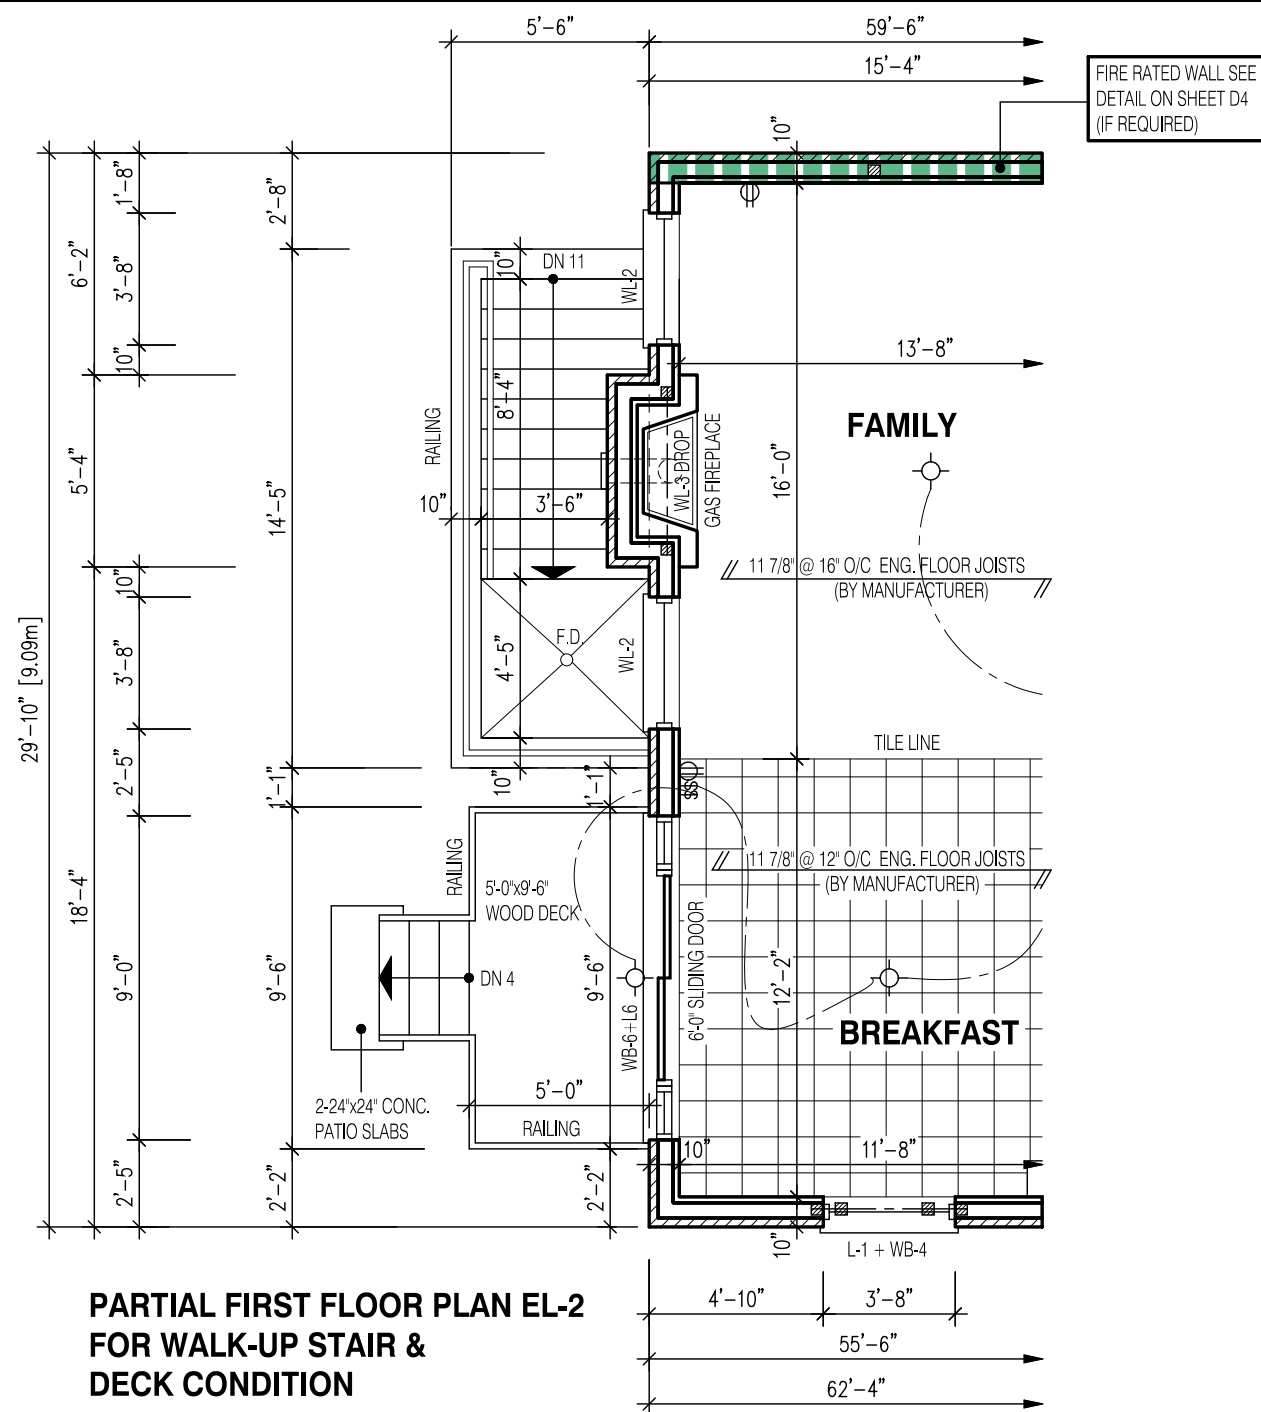 5'-6"
59'-6"
15'-4"
FIRE RATED WALL SEE
DETAIL ON SHEET D4
(IF REQUIRED)
10"
1'-8"
2'-8"
6'-2"
3'-8"
10"
DN 11
10"
WL-2
13'-8"
FAMILY
RAILING
8'-4"
5'-4"
14'-5"
10"
3'-6"
WL-3 DROP
GAS FIREPLACE
16'-0"
11 7/8" @ 16" O/C ENG. FLOOR JOISTS
(BY MANUFACTURER)
10"
29'-10" [9.09m]
3'-8"
F.D.
4'-5"
WL-2
TILE LINE
2'-5"
1'-1"
10"
1'-1"
$$
RAILING
11 7/8" @ 12" O/C ENG. FLOOR JOISTS
(BY MANUFACTURER)
5'-0"x9'-6"
WOOD DECK
18'-4"
9'-0"
9'-6"
DN 4
9'-6"
WB-6+L6
6'-0" SLIDING DOOR
12'-2"
BREAKFAST
5'-0"
2-24"x24" CONC.
PATIO SLABS
RAILING
10"
11'-8"
2'-5"
2'-2"
2'-2"
10"
L-1 + WB-4
4'-10"
3'-8"
55'-6"
62'-4"
PARTIAL FIRST FLOOR PLAN EL-2
FOR WALK-UP STAIR &
DECK CONDITION